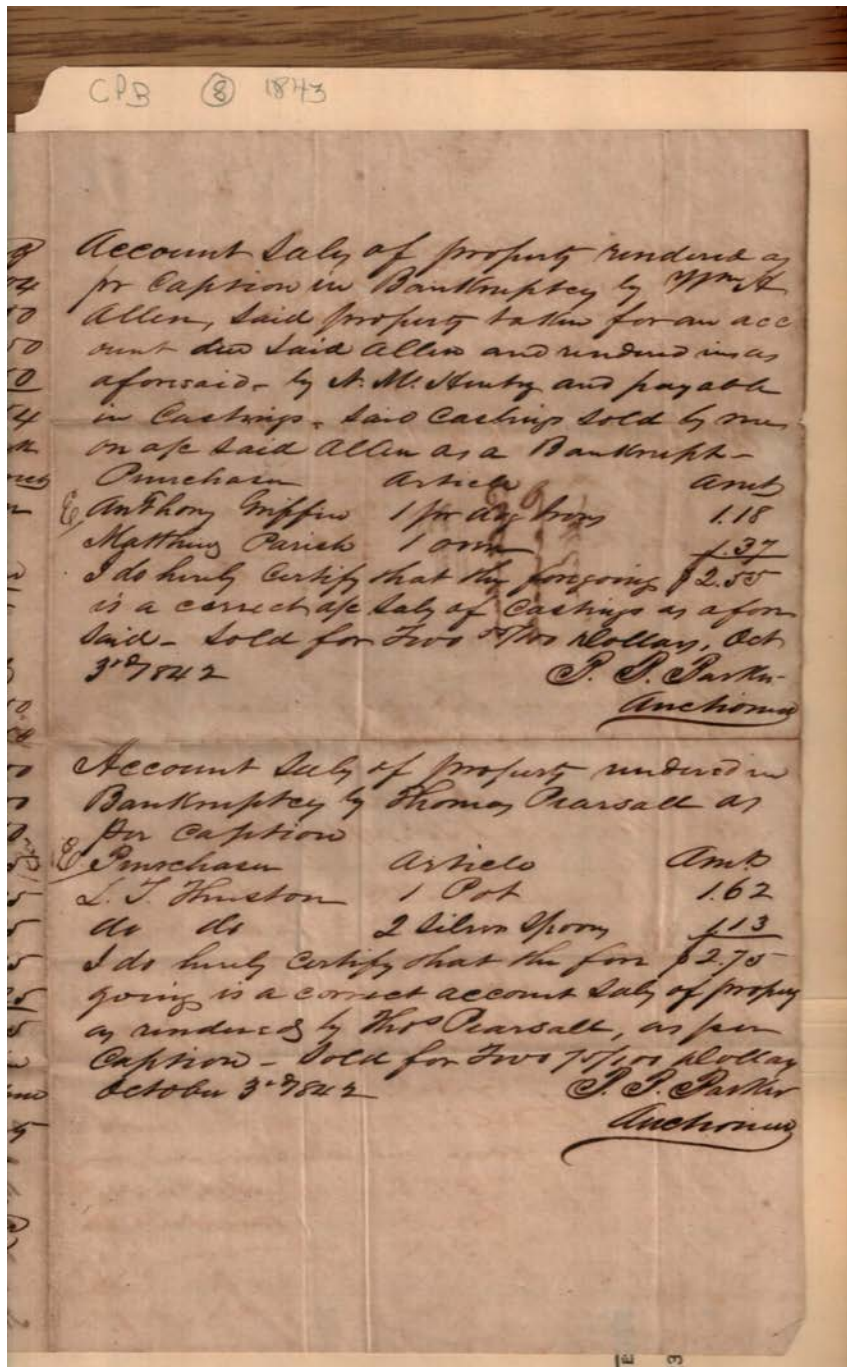 CPB ⑧ 1843
Account Sales of property rendered as
pr Caption in Bankruptcy by Wm H
Allen, Said property taken for an acc
ount due Said Allen and rendered in as
aforesaid - by N. McHenry and payable
in Castings. Said Castings Sold by me
on a/c Said Allen as a Bankrupt -
Purchaser Article Amt
Anthony Griffin 1 pr dog Irons 1.18
Matthew Parish 1 oven 1.37
I do hereby Certify that the foregoing $2.55
is a correct a/c Sales of Castings as afore
Said - Sold for Two 55/100 Dollars, Oct
3rd 1842 P. P. Parker
Auctioneer
Account Sales of property rendered in
Bankruptcy by Thomas Pearsall as
per Caption
Purchaser Article Amt
L. T. Huston 1 Pot 1.62
do do 2 Silver Spoons 1.13
I do hereby Certify that the fore $2.75
going is a correct account Sales of property
as rendered by Thos Pearsall, as per
Caption - Sold for Two 75/100 Dollars
October 3rd 1842 P. P. Parker
Auctioneer